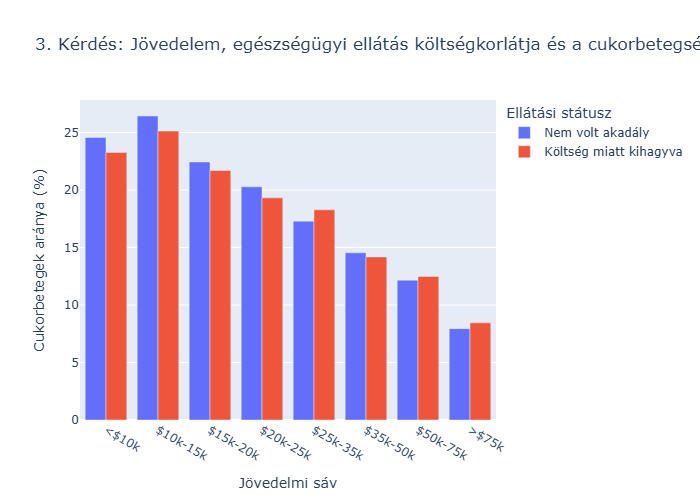 3. Kérdés: Jövedelem, egészségügyi ellátás költségkorlátja és a
Ellátási státusz
Nem volt akadály
Költség miatt kihagyva
Cukorbetegek aránya (%)
25
20
15
10
5
0
<$10k
$10k-15k
$15k-20k
$20k-25k
$25k-35k
$35k-50k
$50k-75k
>$75k
Jövedelmi sáv